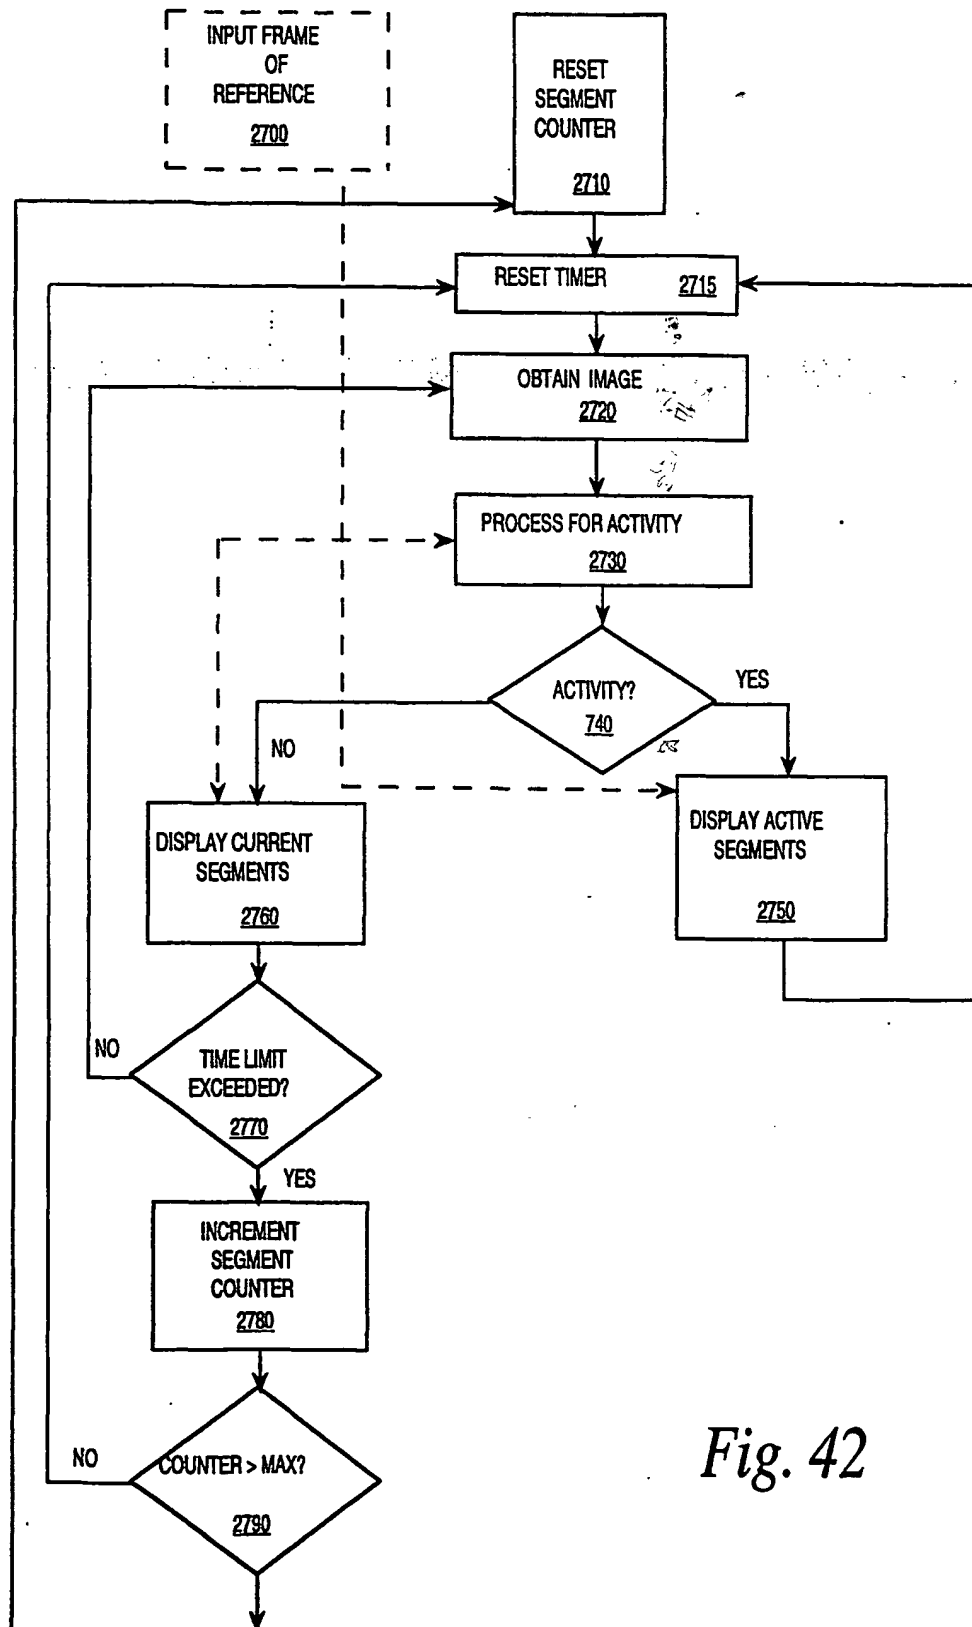 INPUT FRAME
OF
REFERENCE
2700
RESET
SEGMENT
COUNTER
2710
RESET TIMER 2715
OBTAIN IMAGE
2720
PROCESS FOR ACTIVITY
2730
ACTIVITY?
740
YES
NO
DISPLAY CURRENT
SEGMENTS
2760
DISPLAY ACTIVE
SEGMENTS
2750
NO
TIME LIMIT
EXCEEDED?
2770
YES
INCREMENT
SEGMENT
COUNTER
2780
NO
COUNTER > MAX?
2790
Fig. 42